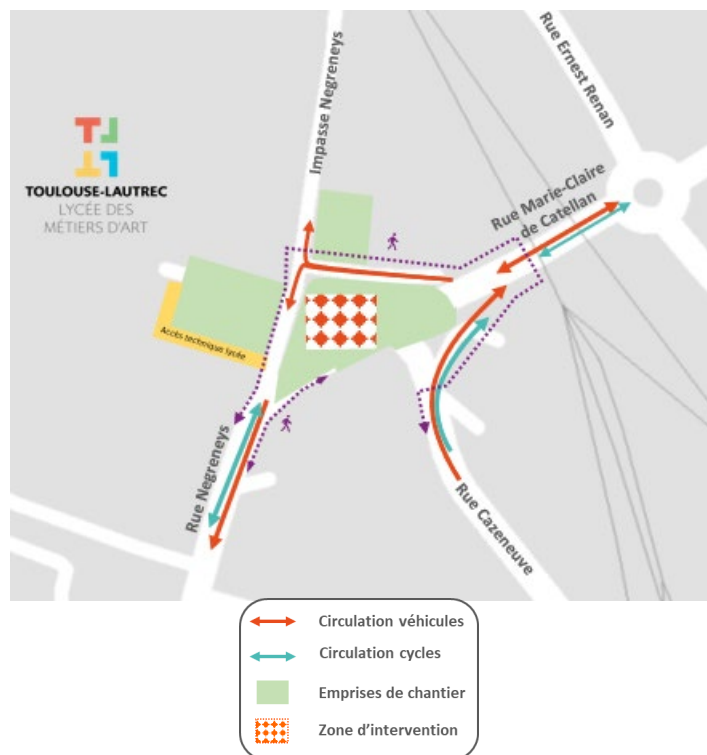 Rue Ernest Renan
Impasse Negreneys
TOULOUSE-LAUTREC
LYCÉE DES
MÉTIERS D'ART
Rue Marie-Claire
de Catellan
Accès technique lycée
Rue Negreneys
Rue Cazeneuve
Circulation véhicules
Circulation cycles
Emprises de chantier
Zone d'intervention